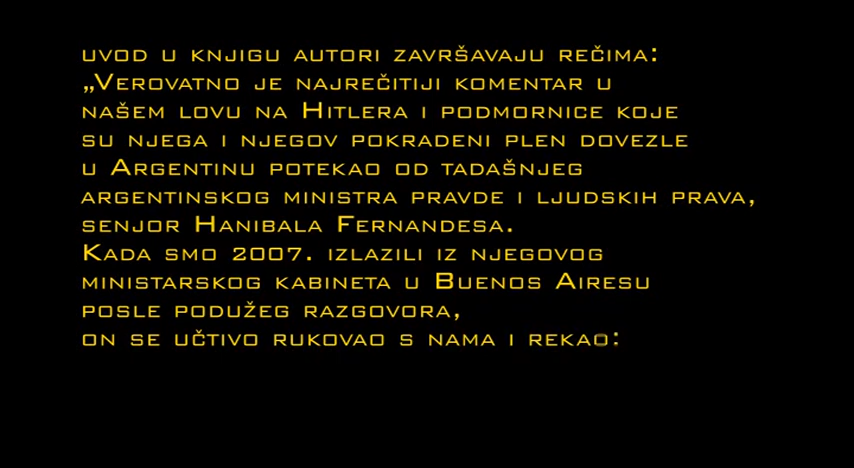 uvod u knjigu autori završavaju rečima:
„Verovatno je najrečitiji komentar u
našem lovu na Hitlera i podmornice koje
su njega i njegov pokradeni plen dovezle
u Argentinu potekao od tadašnjeg
argentinskog ministra pravde i ljudskih prava,
senjor Hanibala Fernandesa.
Kada smo 2007. izlazili iz njegovog
ministarskog kabineta u Buenos Airesu
posle podužeg razgovora,
on se učtivo rukovao s nama i rekao: